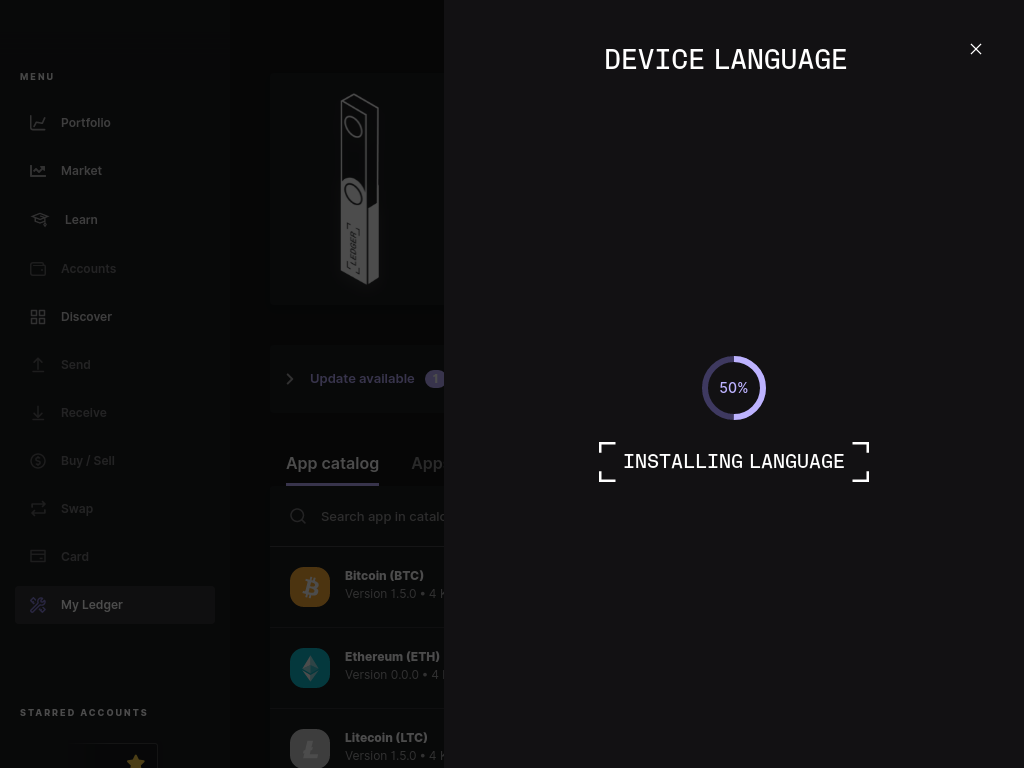 MENU
Portfolio
Market
Learn
Accounts
Discover
Send
Receive
Buy / Sell
Swap
Card
My Ledger
STARRED ACCOUNTS
LEDGER
Update available 1
App catalog
App
Search app in catalo
Bitcoin (BTC)
Version 1.5.0 • 4 K
Ethereum (ETH)
Version 0.0.0 • 4
Litecoin (LTC)
Version 1.5.0 • 4 K
DEVICE LANGUAGE
50%
INSTALLING LANGUAGE